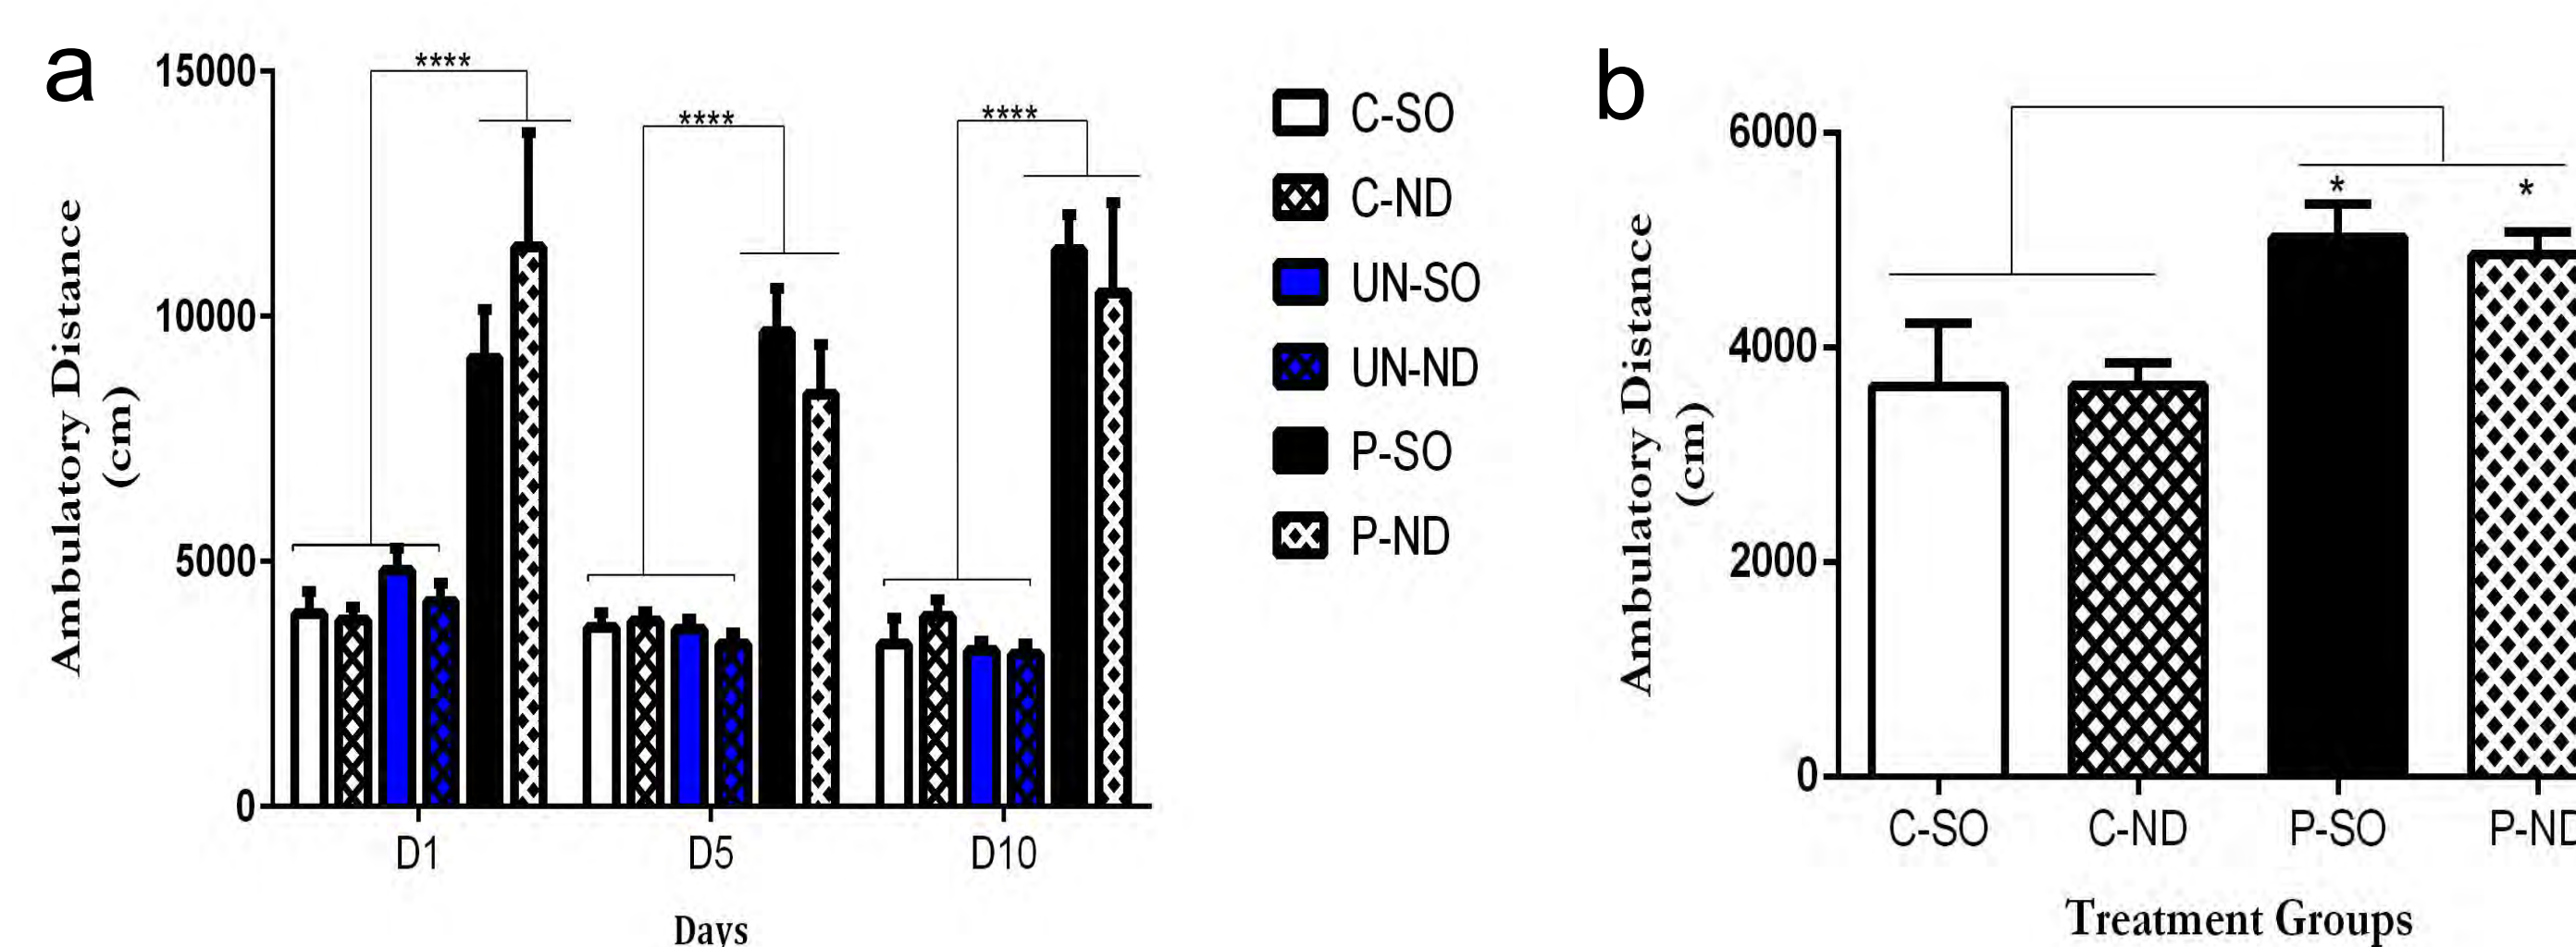 a
****
****
****
15000
10000
5000
0
Ambulatory Distance
(cm)
D1
D5
D10
Days
C-SO
C-ND
UN-SO
UN-ND
P-SO
P-ND
b
6000
4000
2000
0
Ambulatory Distance
(cm)
*
*
C-SO
C-ND
P-SO
P-ND
Treatment Groups